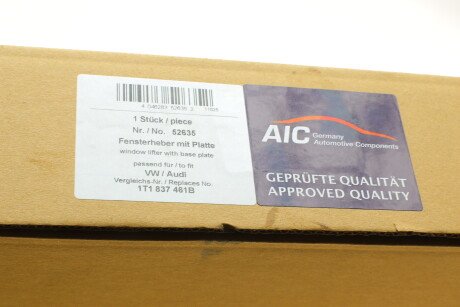 4 046283 52635 2
1 Stück / piece
Nr. / No. 52635
Fensterheber mit Platte
window lifter with base plate
passend für / to fit
VW / Audi
Vergleichs-Nr. / Replaces No
1T1 837 461B
AIC Germany
Automotive Components
GEPRÜFTE QUALITÄT
APPROVED QUALITY